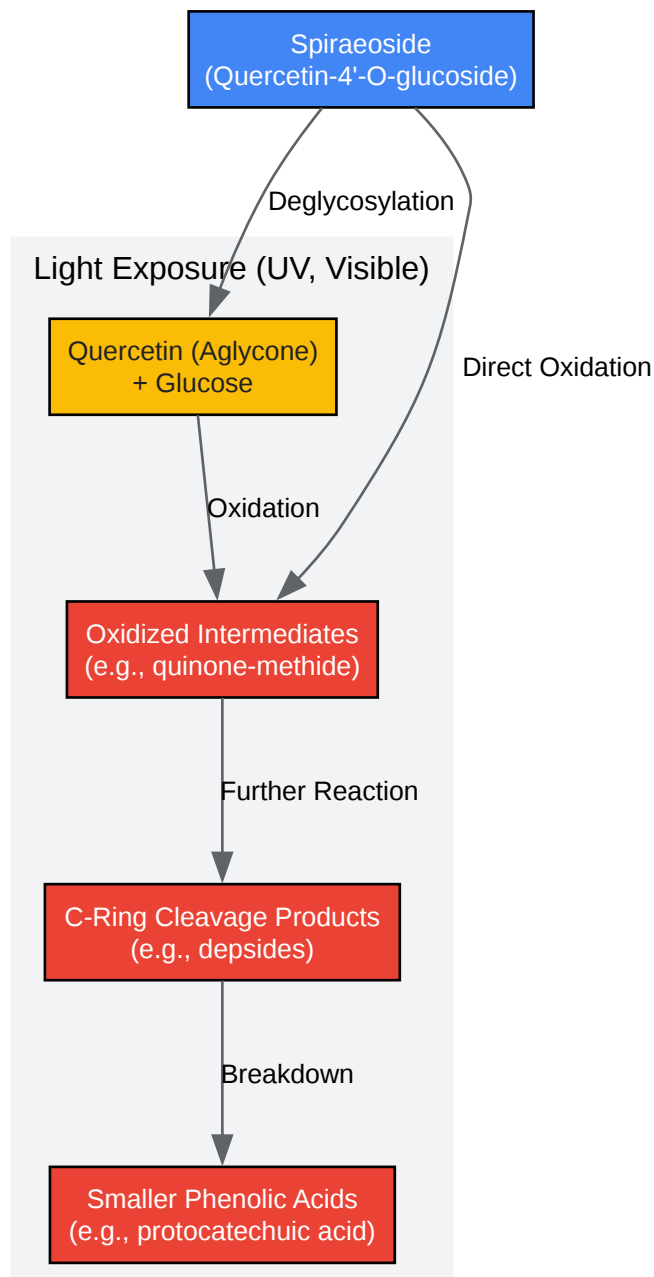 Spiraeoside
(Quercetin-4'-O-glucoside)
Deglycosylation
Light Exposure (UV, Visible)
Quercetin (Aglycone)
+ Glucose
Direct Oxidation
Oxidation
Oxidized Intermediates
(e.g., quinone-methide)
Further Reaction
C-Ring Cleavage Products
(e.g., depsides)
Breakdown
Smaller Phenolic Acids
(e.g., protocatechuic acid)